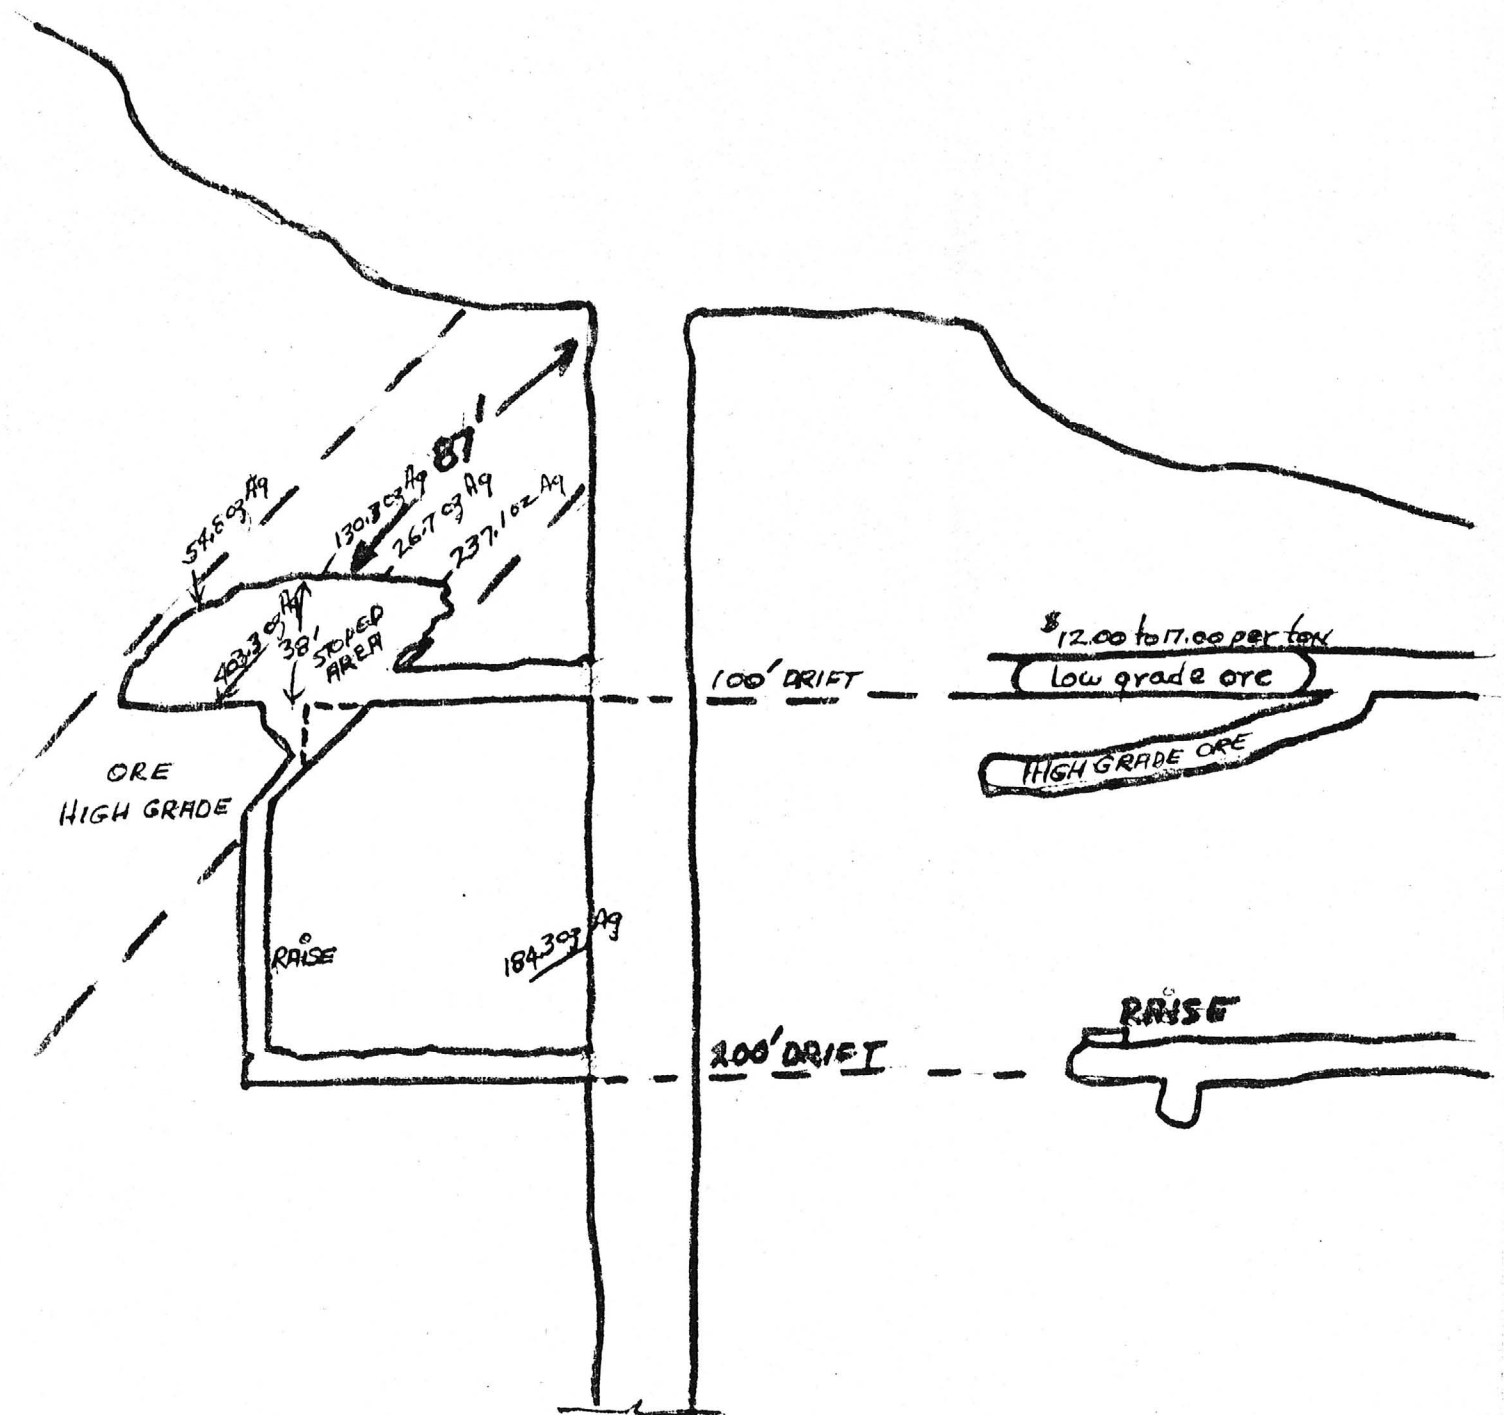 87'
54.8 oz Ag
130.3 oz Ag
26.7 oz Ag
237.1 oz Ag
403.3 oz Ag
38'
STOPED
AREA
$12.00 to 17.00 per ton
100' DRIFT
low grade ore
HIGH GRADE ORE
ORE
HIGH GRADE
RAISE
184.3 oz Ag
RAISE
200' DRIFT